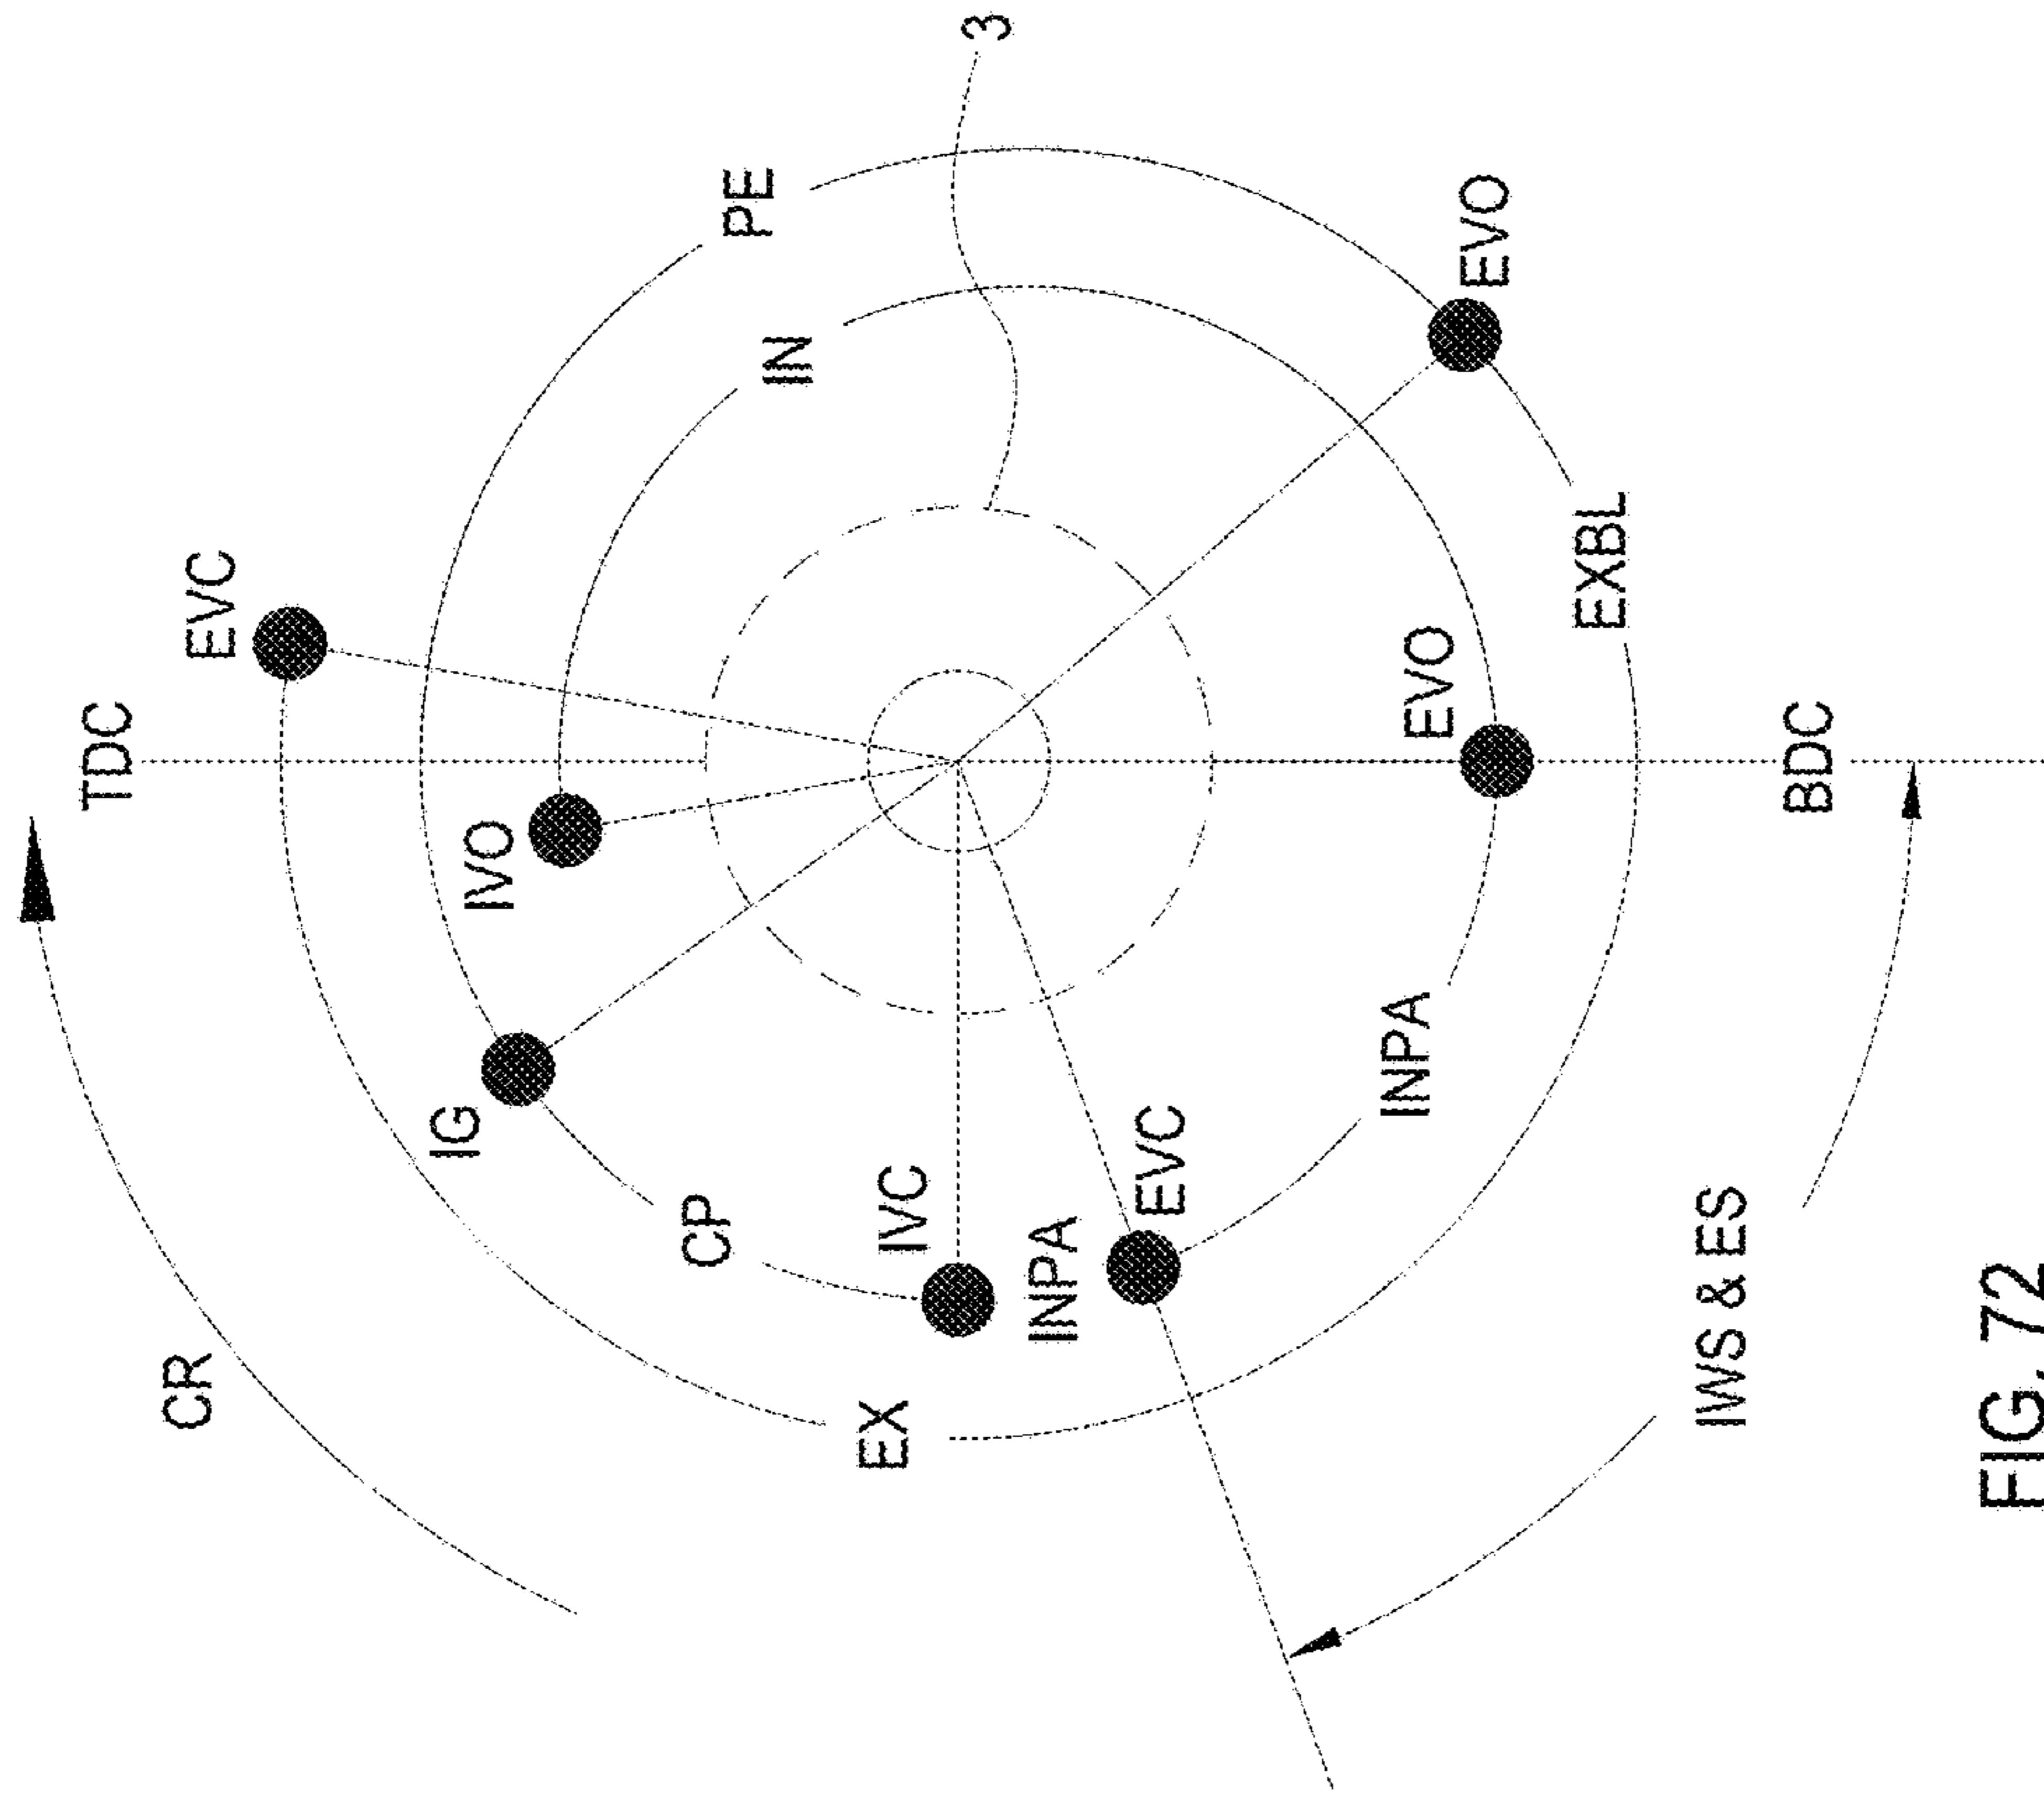 CR
TDC
EVC
IVO
IG
PE
IN
3
CP
IVC
INPA
EX
EVC
INPA
EVO
EVO
EXBL
BDC
IWS & ES
FIG. 72